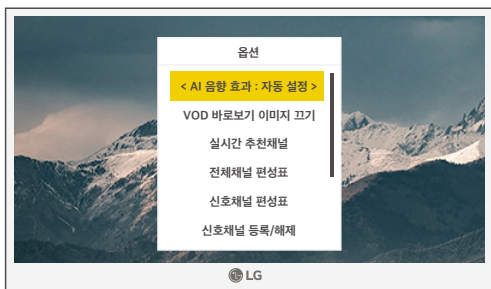 옵션
< AI 음향 효과 : 자동 설정 >
VOD 바로보기 이미지 끄기
실시간 추천채널
전체채널 편성표
신호채널 편성표
신호채널 등록/해제
LG